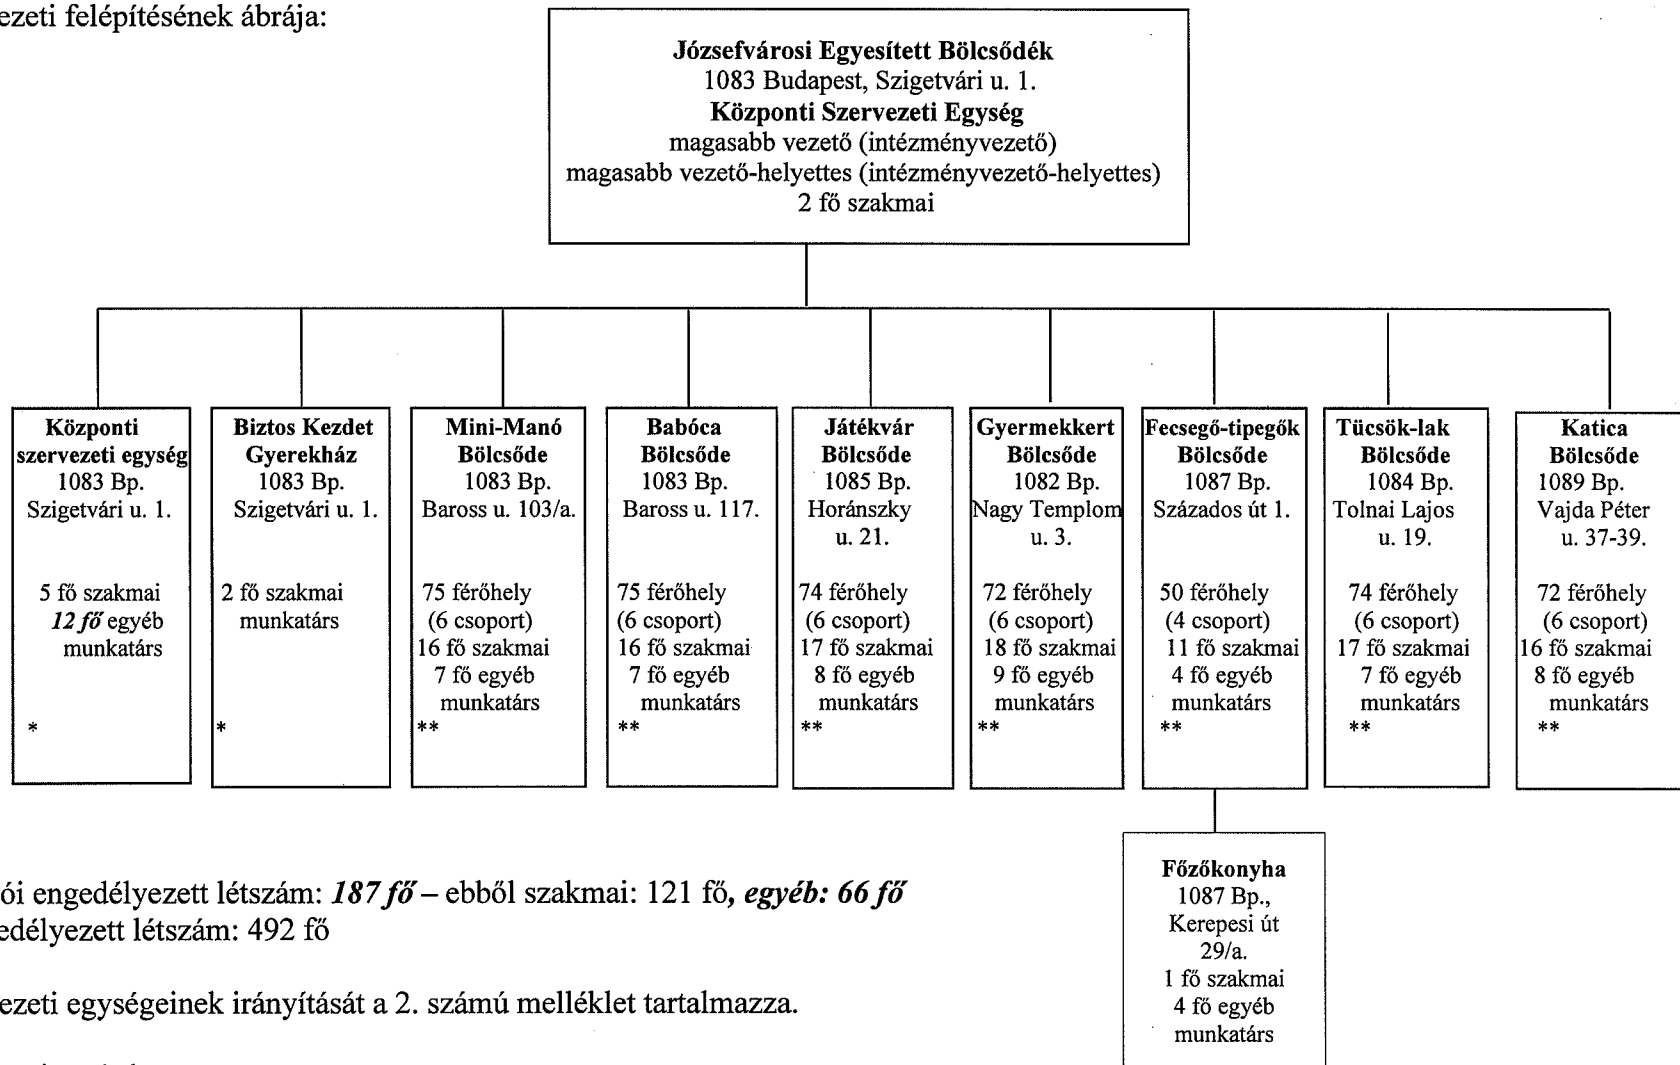 ezeti felépítésének ábrája:
Józsefvárosi Egyesített Bölcsődék
1083 Budapest, Szigetvári u. 1.
Központi Szervezeti Egység
magasabb vezető (intézményvezető)
magasabb vezető-helyettes (intézményvezető-helyettes)
2 fő szakmai
Központi
szervezeti egység
1083 Bp.
Szigetvári u. 1.
5 fő szakmai
12 fő egyéb
munkatárs
*
Biztos Kezdet
Gyerekház
1083 Bp.
Szigetvári u. 1.
2 fő szakmai
munkatárs
*
Mini-Manó
Bölcsőde
1083 Bp.
Baross u. 103/a.
75 férőhely
(6 csoport)
16 fő szakmai
7 fő egyéb
munkatárs
**
Babóca
Bölcsőde
1083 Bp.
Baross u. 117.
75 férőhely
(6 csoport)
16 fő szakmai
7 fő egyéb
munkatárs
**
Játékvár
Bölcsőde
1085 Bp.
Horánszky
u. 21.
74 férőhely
(6 csoport)
17 fő szakmai
8 fő egyéb
munkatárs
**
Gyermekkert
Bölcsőde
1082 Bp.
Nagy Templom
u. 3.
72 férőhely
(6 csoport)
18 fő szakmai
9 fő egyéb
munkatárs
**
Fecsegő-tipegők
Bölcsőde
1087 Bp.
Százados út 1.
50 férőhely
(4 csoport)
11 fő szakmai
4 fő egyéb
munkatárs
**
Tücsök-lak
Bölcsőde
1084 Bp.
Tolnai Lajos
u. 19.
74 férőhely
(6 csoport)
17 fő szakmai
7 fő egyéb
munkatárs
**
Katica
Bölcsőde
1089 Bp.
Vajda Péter
u. 37-39.
72 férőhely
(6 csoport)
16 fő szakmai
8 fő egyéb
munkatárs
**
Főzőkonyha
1087 Bp.,
Kerepesi út
29/a.
1 fő szakmai
4 fő egyéb
munkatárs
ói engedélyezett létszám: 187 fő – ebből szakmai: 121 fő, egyéb: 66 fő
edélyezett létszám: 492 fő
ezeti egységeinek irányítását a 2. számú melléklet tartalmazza.